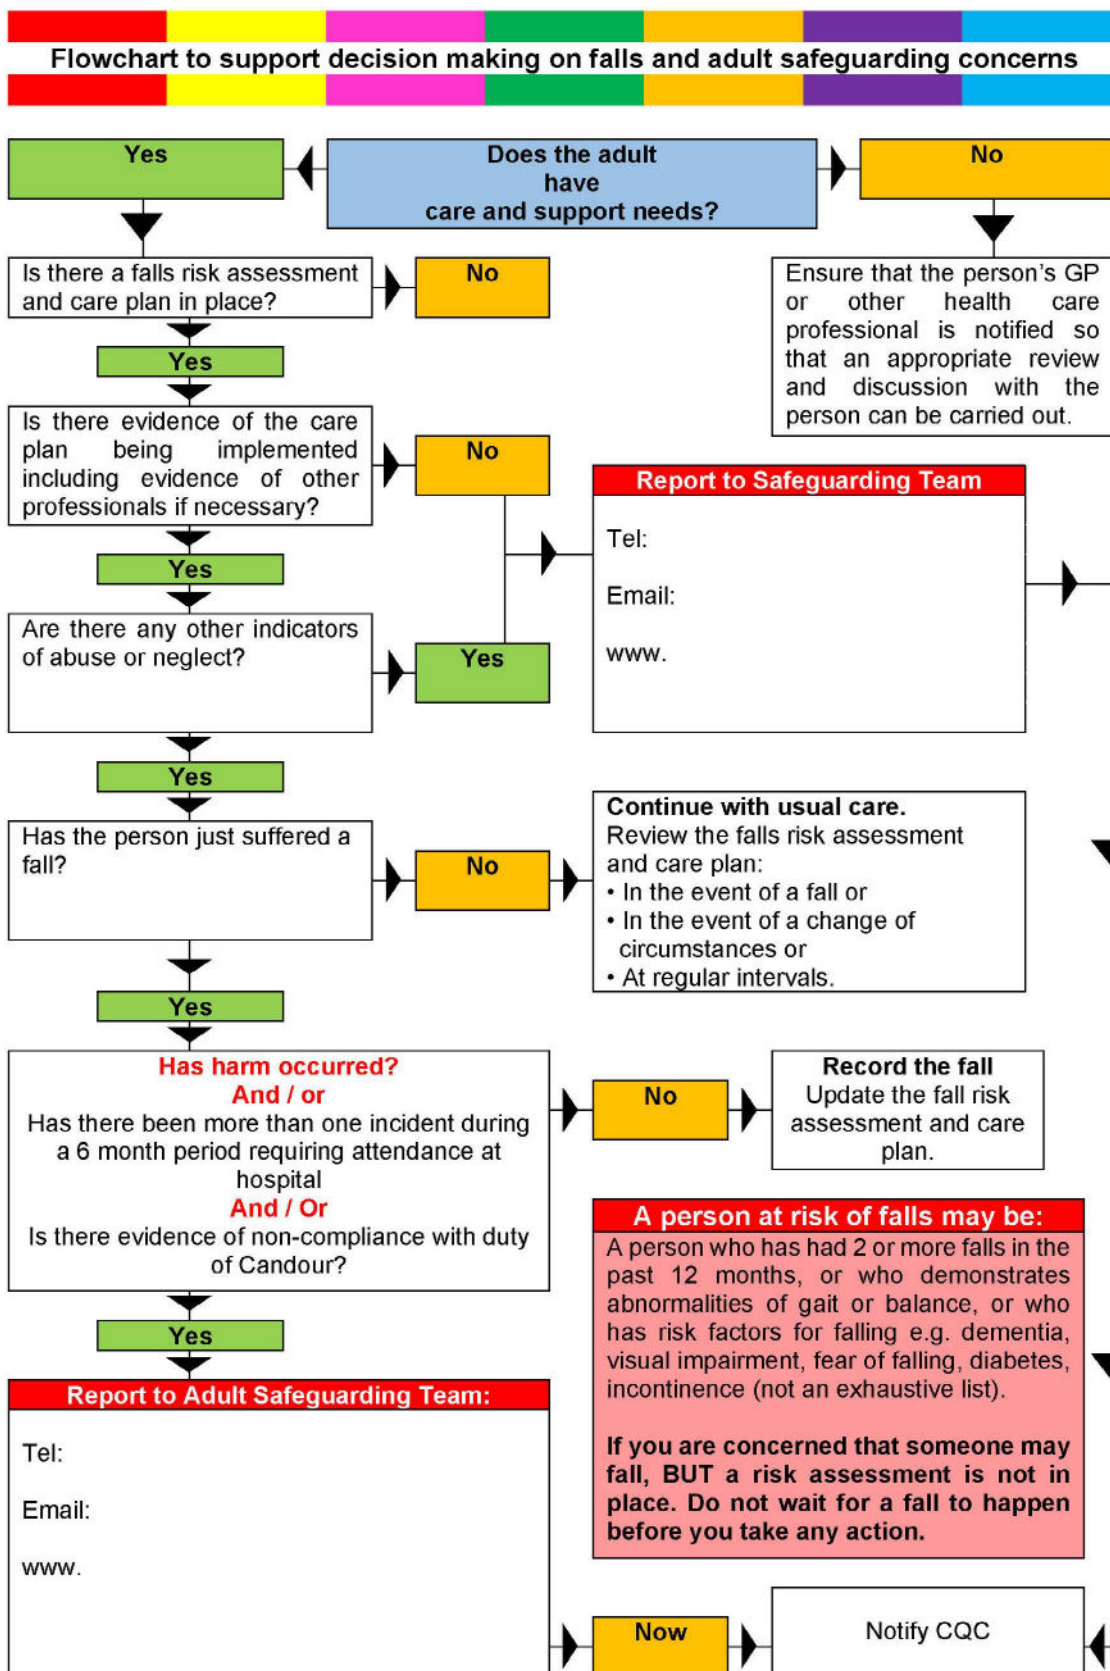 Flowchart to support decision making on falls and adult safeguarding concerns
Yes
Does the adult
have
care and support needs?
No
Is there a falls risk assessment
and care plan in place?
No
Ensure that the person's GP
or other health care
professional is notified so
that an appropriate review
and discussion with the
person can be carried out.
Yes
Is there evidence of the care
plan being implemented
including evidence of other
professionals if necessary?
No
Report to Safeguarding Team
Tel:
Email:
www.
Yes
Are there any other indicators
of abuse or neglect?
Yes
Yes
Has the person just suffered a
fall?
No
Continue with usual care.
Review the falls risk assessment
and care plan:
• In the event of a fall or
• In the event of a change of
circumstances or
• At regular intervals.
Yes
Has harm occurred?
And / or
Has there been more than one incident during
a 6 month period requiring attendance at
hospital
And / Or
Is there evidence of non-compliance with duty
of Candour?
No
Record the fall
Update the fall risk
assessment and care
plan.
A person at risk of falls may be:
A person who has had 2 or more falls in the
past 12 months, or who demonstrates
abnormalities of gait or balance, or who
has risk factors for falling e.g. dementia,
visual impairment, fear of falling, diabetes,
incontinence (not an exhaustive list).
If you are concerned that someone may
fall, BUT a risk assessment is not in
place. Do not wait for a fall to happen
before you take any action.
Yes
Report to Adult Safeguarding Team:
Tel:
Email:
www.
Now
Notify CQC